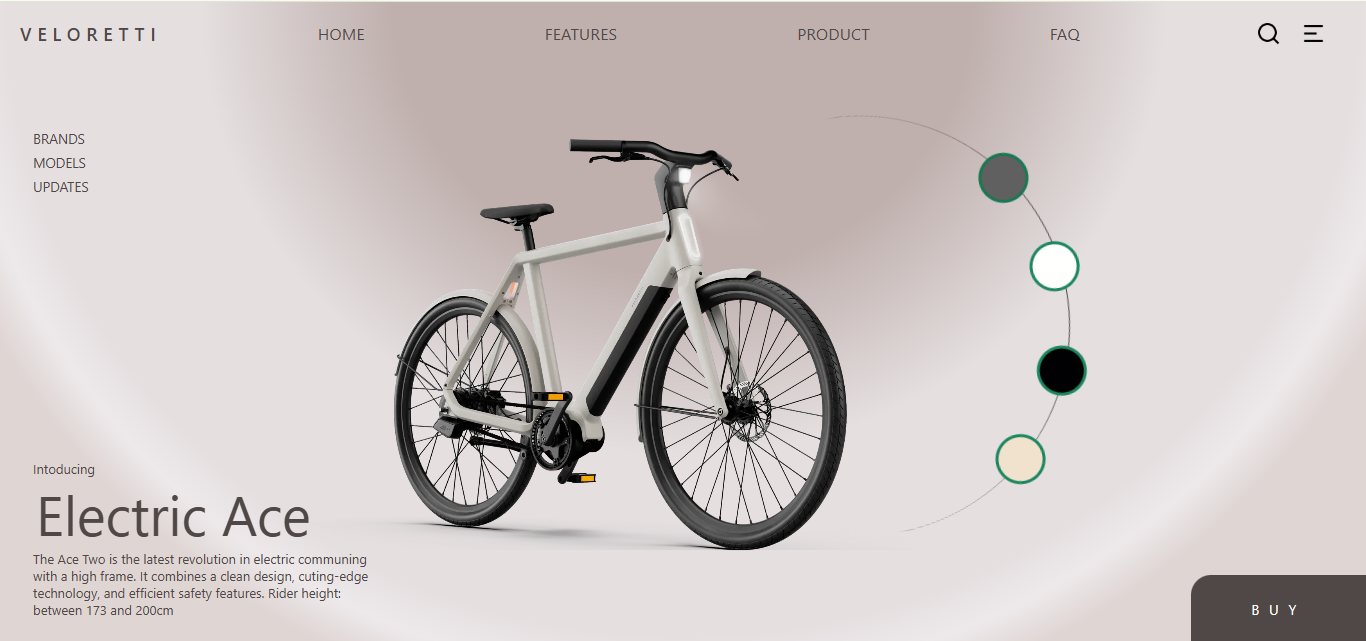 VELORETTI
HOME
FEATURES
PRODUCT
FAQ
BRANDS
MODELS
UPDATES
Intoducing
Electric Ace
The Ace Two is the latest revolution in electric communing
with a high frame. It combines a clean design, cuting-edge
technology, and efficient safety features. Rider height:
between 173 and 200cm
BUY